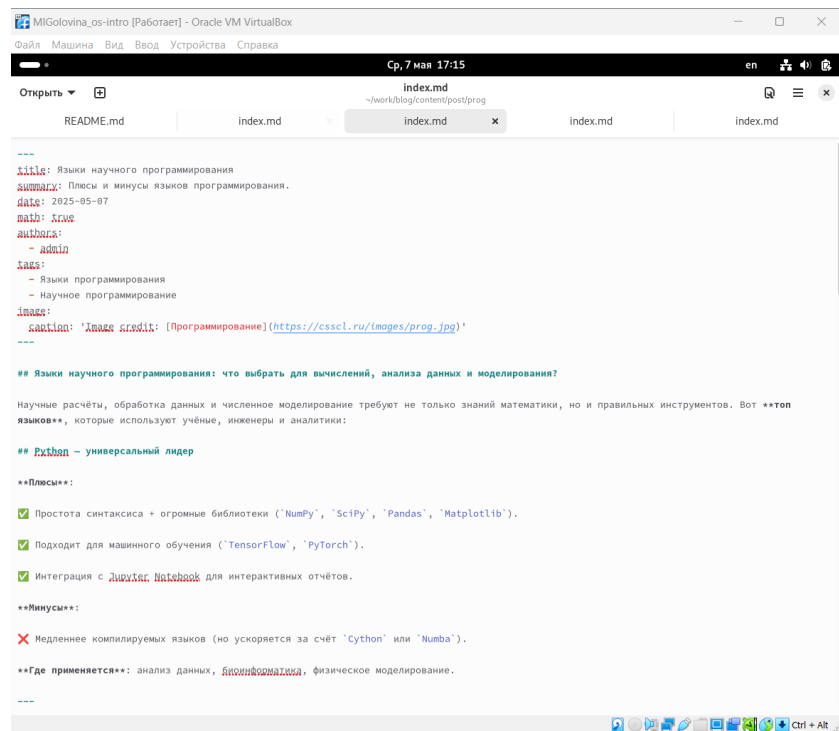 MIGolovina_os-intro [Работает] - Oracle VM VirtualBox
Файл Машина Вид Ввод Устройства Справка
Ср, 7 мая 17:15
en
Открыть
index.md
~/work/blog/content/post/prog
README.md index.md index.md index.md index.md
---
title: Языки научного программирования
summary: Плюсы и минусы языков программирования.
date: 2025-05-07
math: true
authors:
- admin
tags:
- Языки программирования
- Научное программирование
image:
caption: 'Image credit: [Программирование](https://csscl.ru/images/prog.jpg)'
---
## Языки научного программирования: что выбрать для вычислений, анализа данных и моделирования?
Научные расчёты, обработка данных и численное моделирование требуют не только знаний математики, но и правильных инструментов. Вот **топ
языков**, которые используют учёные, инженеры и аналитики:
## Python — универсальный лидер
**Плюсы**:
✅ Простота синтаксиса + огромные библиотеки (`NumPy`, `SciPy`, `Pandas`, `Matplotlib`).
✅ Подходит для машинного обучения (`TensorFlow`, `PyTorch`).
✅ Интеграция с Jupyter Notebook для интерактивных отчётов.
**Минусы**:
❌ Медленнее компилируемых языков (но ускоряется за счёт `Cython` или `Numba`).
**Где применяется**: анализ данных, биоинформатика, физическое моделирование.
---
Ctrl + Alt